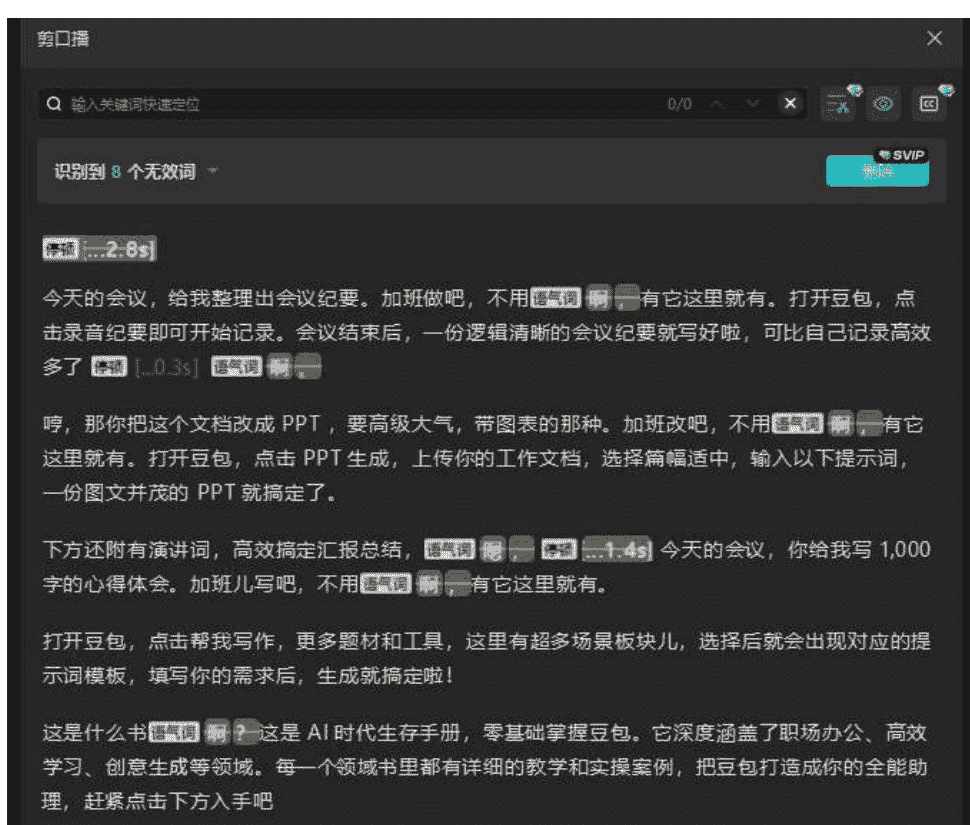 剪口播
输入关键词快速定位 0/0
识别到 8 个无效词
SVIP
删除
停顿 [...2.8s]
今天的会议，给我整理出会议纪要。加班做吧，不用 语气词 啊 ， 有它这里就有。打开豆包，点
击录音纪要即可开始记录。会议结束后，一份逻辑清晰的会议纪要就写好啦，可比自己记录高效
多了 停顿 [...0.3s] 语气词 啊 。
哼，那你把这个文档改成 PPT ，要高级大气，带图表的那种。加班改吧，不用 语气词 啊 ， 有它
这里就有。打开豆包，点击 PPT 生成，上传你的工作文档，选择篇幅适中，输入以下提示词，
一份图文并茂的 PPT 就搞定了。
下方还附有演讲词，高效搞定汇报总结， 语气词 嗯 ， 停顿 [...1.4s] 今天的会议，你给我写 1,000
字的心得体会。加班儿写吧，不用 语气词 啊 ， 有它这里就有。
打开豆包，点击帮我写作，更多题材和工具，这里有超多场景板块儿，选择后就会出现对应的提
示词模板，填写你的需求后，生成就搞定啦！
这是什么书 语气词 啊 ？ 这是 AI 时代生存手册，零基础掌握豆包。它深度涵盖了职场办公、高效
学习、创意生成等领域。每一个领域书里都有详细的教学和实操案例，把豆包打造成你的全能助
理，赶紧点击下方入手吧